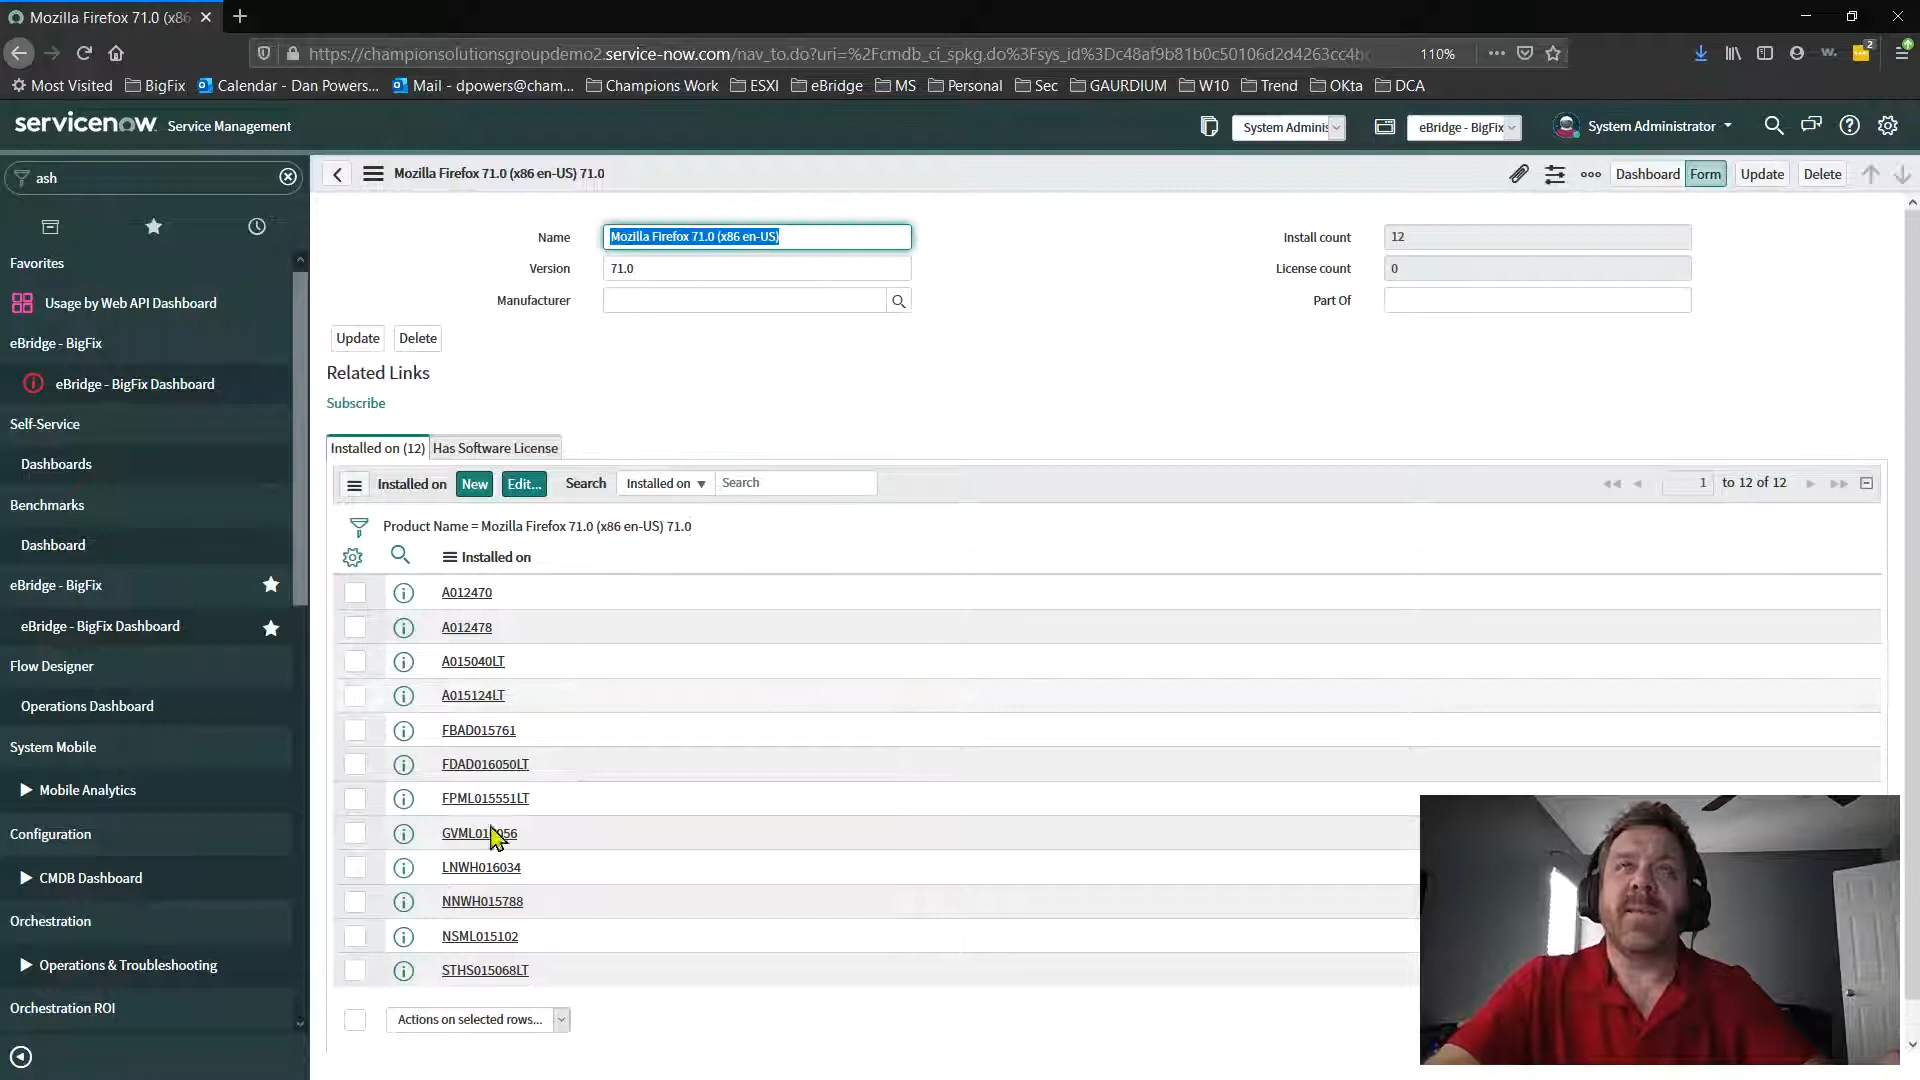 Mozilla Firefox 71.0 (x86
https://championsolutionsgroupdemo2.service-now.com/nav_to.do?uri=%2Fcmdb_ci_spkg.do%3Fsys_id%3Dc48af9b81b0c50106d2d4263cc4b
110%
2
Most Visited
BigFix
Calendar - Dan Powers...
Mail - dpowers@cham...
Champions Work
ESXI
eBridge
MS
Personal
Sec
GAURDIUM
W10
Trend
OKta
DCA
servicenow Service Management
System Adminis
eBridge - BigFix
System Administrator
ash
Mozilla Firefox 71.0 (x86 en-US) 71.0
Dashboard
Form
Update
Delete
Favorites
Usage by Web API Dashboard
eBridge - BigFix
eBridge - BigFix Dashboard
Self-Service
Dashboards
Benchmarks
Dashboard
eBridge - BigFix
eBridge - BigFix Dashboard
Flow Designer
Operations Dashboard
System Mobile
Mobile Analytics
Configuration
CMDB Dashboard
Orchestration
Operations & Troubleshooting
Orchestration ROI
Name
Mozilla Firefox 71.0 (x86 en-US)
Install count
12
Version
71.0
License count
0
Manufacturer
Part Of
Update
Delete
Related Links
Subscribe
Installed on (12)
Has Software License
Installed on
New
Edit...
Search
Installed on
Search
1 to 12 of 12
Product Name = Mozilla Firefox 71.0 (x86 en-US) 71.0
Installed on
A012470
A012478
A015040LT
A015124LT
FBAD015761
FDAD016050LT
FPML015551LT
LNWH016034
NNWH015788
NSML015102
STHS015068LT
Actions on selected rows...